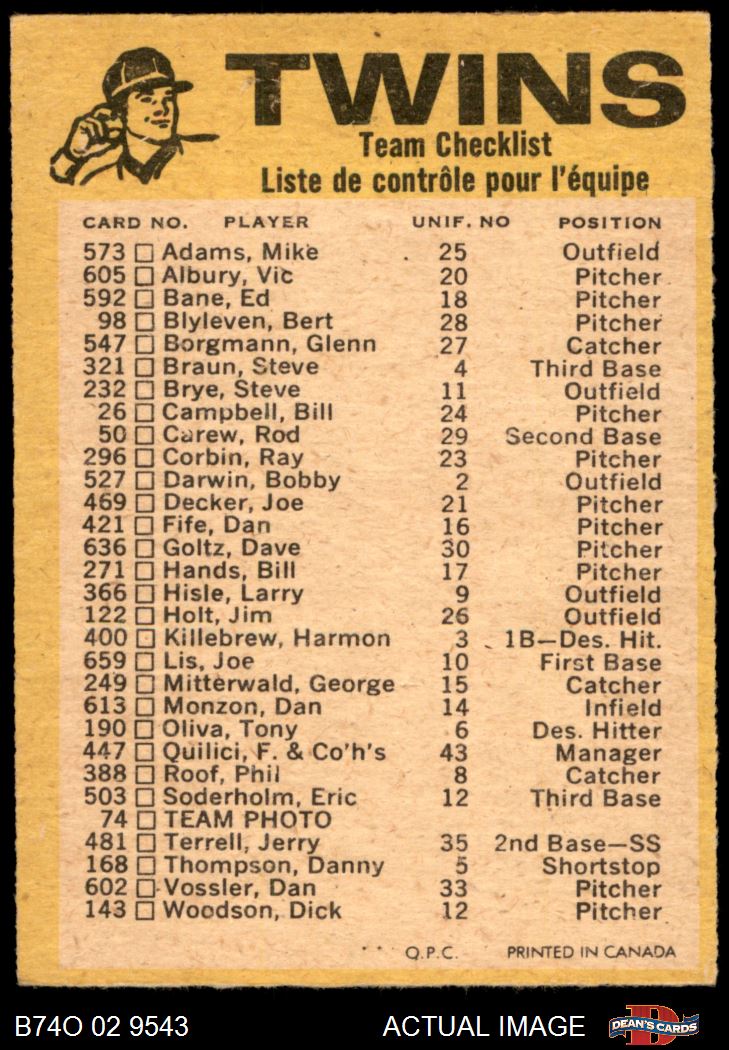 TWINS
Team Checklist
Liste de contrôle pour l'équipe
CARD NO. PLAYER UNIF. NO POSITION
573 Adams, Mike 25 Outfield
605 Albury, Vic 20 Pitcher
592 Bane, Ed 18 Pitcher
98 Blyleven, Bert 28 Pitcher
547 Borgmann, Glenn 27 Catcher
321 Braun, Steve 4 Third Base
232 Brye, Steve 11 Outfield
26 Campbell, Bill 24 Pitcher
50 Carew, Rod 29 Second Base
296 Corbin, Ray 23 Pitcher
527 Darwin, Bobby 2 Outfield
469 Decker, Joe 21 Pitcher
421 Fife, Dan 16 Pitcher
636 Goltz, Dave 30 Pitcher
271 Hands, Bill 17 Pitcher
366 Hisle, Larry 9 Outfield
122 Holt, Jim 26 Outfield
400 Killebrew, Harmon 3 1B—Des. Hit.
659 Lis, Joe 10 First Base
249 Mitterwald, George 15 Catcher
613 Monzon, Dan 14 Infield
190 Oliva, Tony 6 Des. Hitter
447 Quilici, F. & Co'h's 43 Manager
388 Roof, Phil 8 Catcher
503 Soderholm, Eric 12 Third Base
74 TEAM PHOTO
481 Terrell, Jerry 35 2nd Base—SS
168 Thompson, Danny 5 Shortstop
602 Vossler, Dan 33 Pitcher
143 Woodson, Dick 12 Pitcher
O.P.C. PRINTED IN CANADA
B74O 02 9543 ACTUAL IMAGE D DEAN'S CARDS